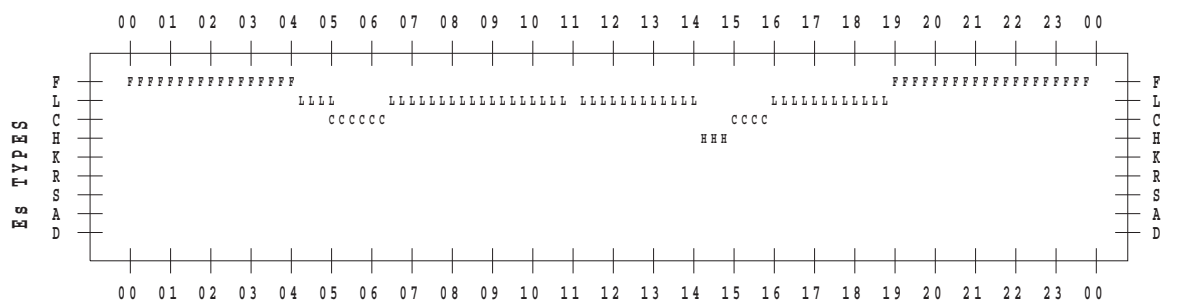 00 01 02 03 04 05 06 07 08 09 10 11 12 13 14 15 16 17 18 19 20 21 22 23 00
F FFFFFFFFFFFFFFFFF FFFFFFFFFFFFFFFFFFFF F
L LLLL LLLLLLLLLLLLLLLLLL LLLLLLLLLLLL LLLLLLLLLLLL L
C CCCCCC CCCC C
H HHH H
K K
R R
S S
A A
D D
Es TYPES
00 01 02 03 04 05 06 07 08 09 10 11 12 13 14 15 16 17 18 19 20 21 22 23 00